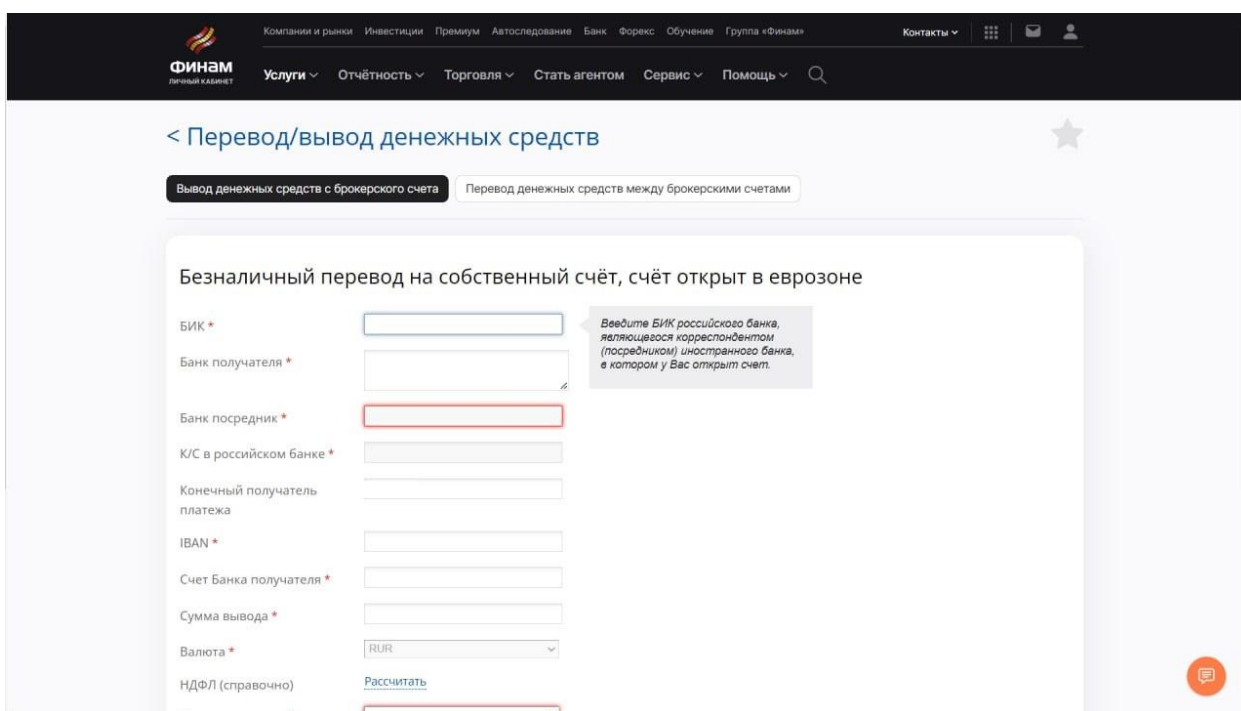 Компании и рынки Инвестиции Премиум Автоследование Банк Форекс Обучение Группа «Финам» Контакты
ФИНАМ
ЛИЧНЫЙ КАБИНЕТ
Услуги Отчётность Торговля Стать агентом Сервис Помощь
< Перевод/вывод денежных средств
Вывод денежных средств с брокерского счета Перевод денежных средств между брокерскими счетами
Безналичный перевод на собственный счёт, счёт открыт в еврозоне
БИК *
Введите БИК российского банка,
являющегося корреспондентом
(посредником) иностранного банка,
в котором у Вас открыт счет.
Банк получателя *
Банк посредник *
К/С в российском банке *
Конечный получатель
платежа
IBAN *
Счет Банка получателя *
Сумма вывода *
Валюта * RUR
НДФЛ (справочно) Рассчитать